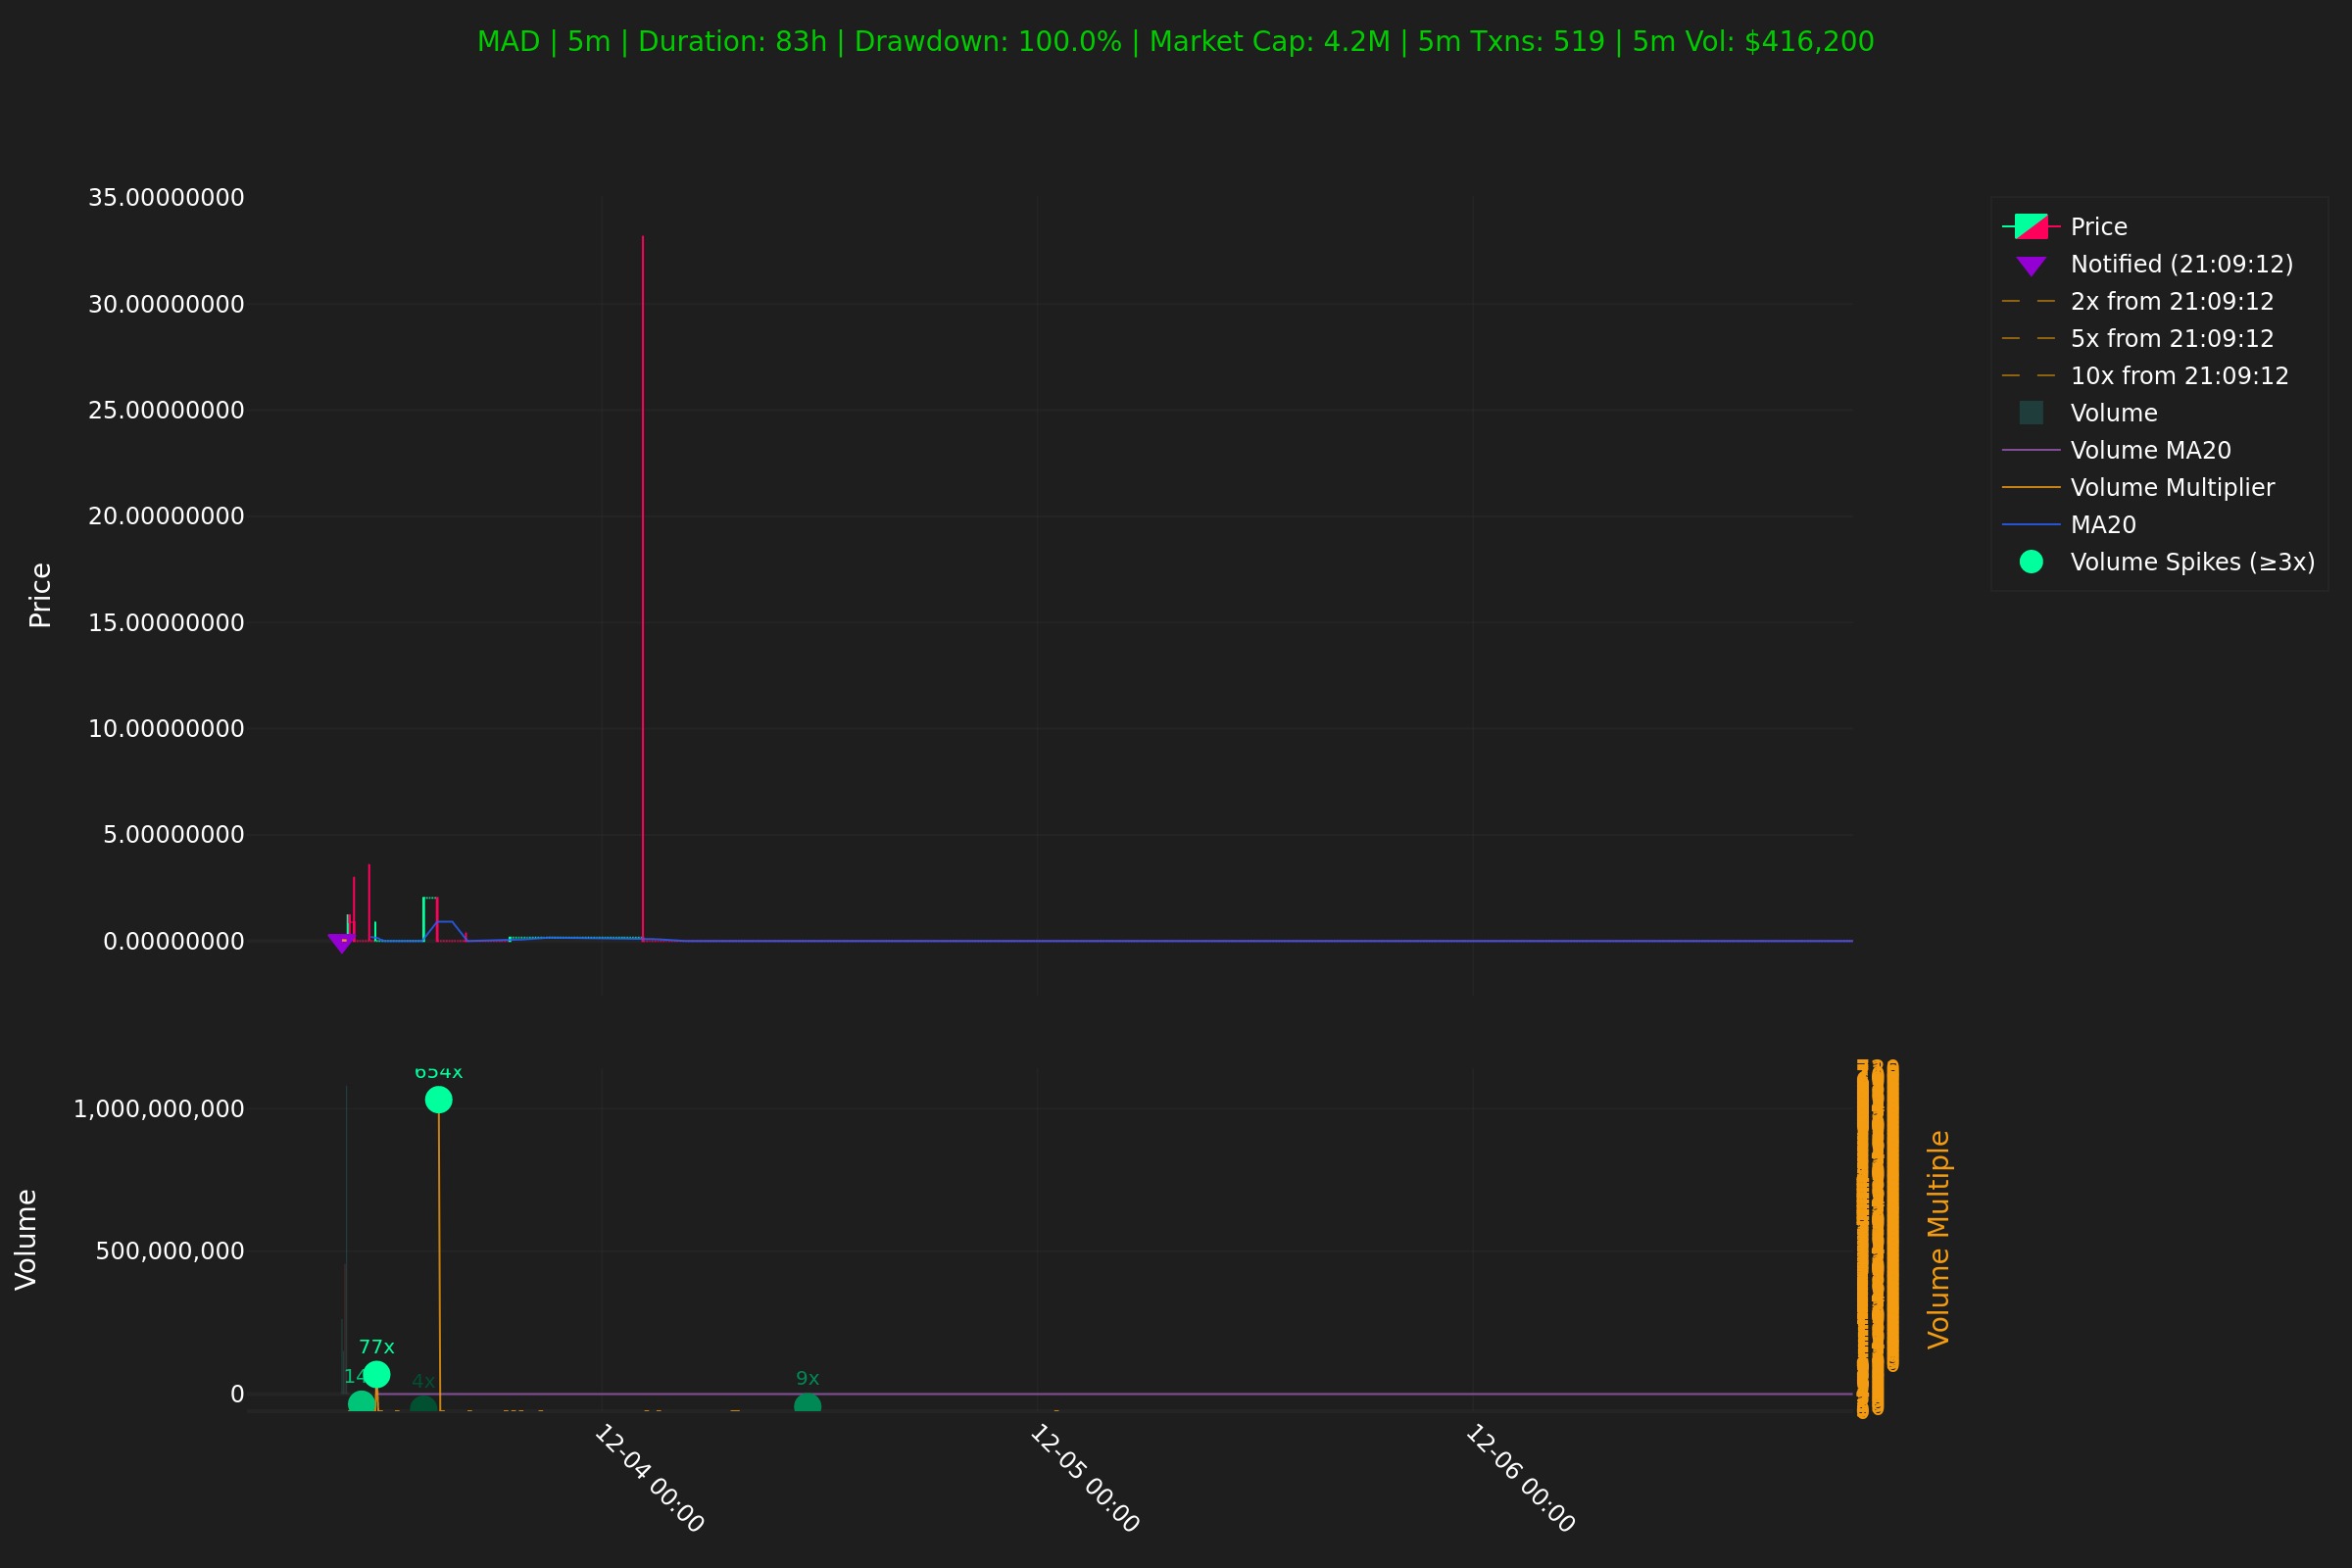 MAD | 5m | Duration: 83h | Drawdown: 100.0% | Market Cap: 4.2M | 5m Txns: 519 | 5m Vol: $416,200
35.00000000
30.00000000
25.00000000
20.00000000
15.00000000
10.00000000
5.00000000
0.00000000
Price
Price
Notified (21:09:12)
2x from 21:09:12
5x from 21:09:12
10x from 21:09:12
Volume
Volume MA20
Volume Multiplier
MA20
Volume Spikes (≥3x)
1,000,000,000
500,000,000
0
Volume
654x
77x
4x
9x
Volume Multiple
12-04 00:00
12-05 00:00
12-06 00:00